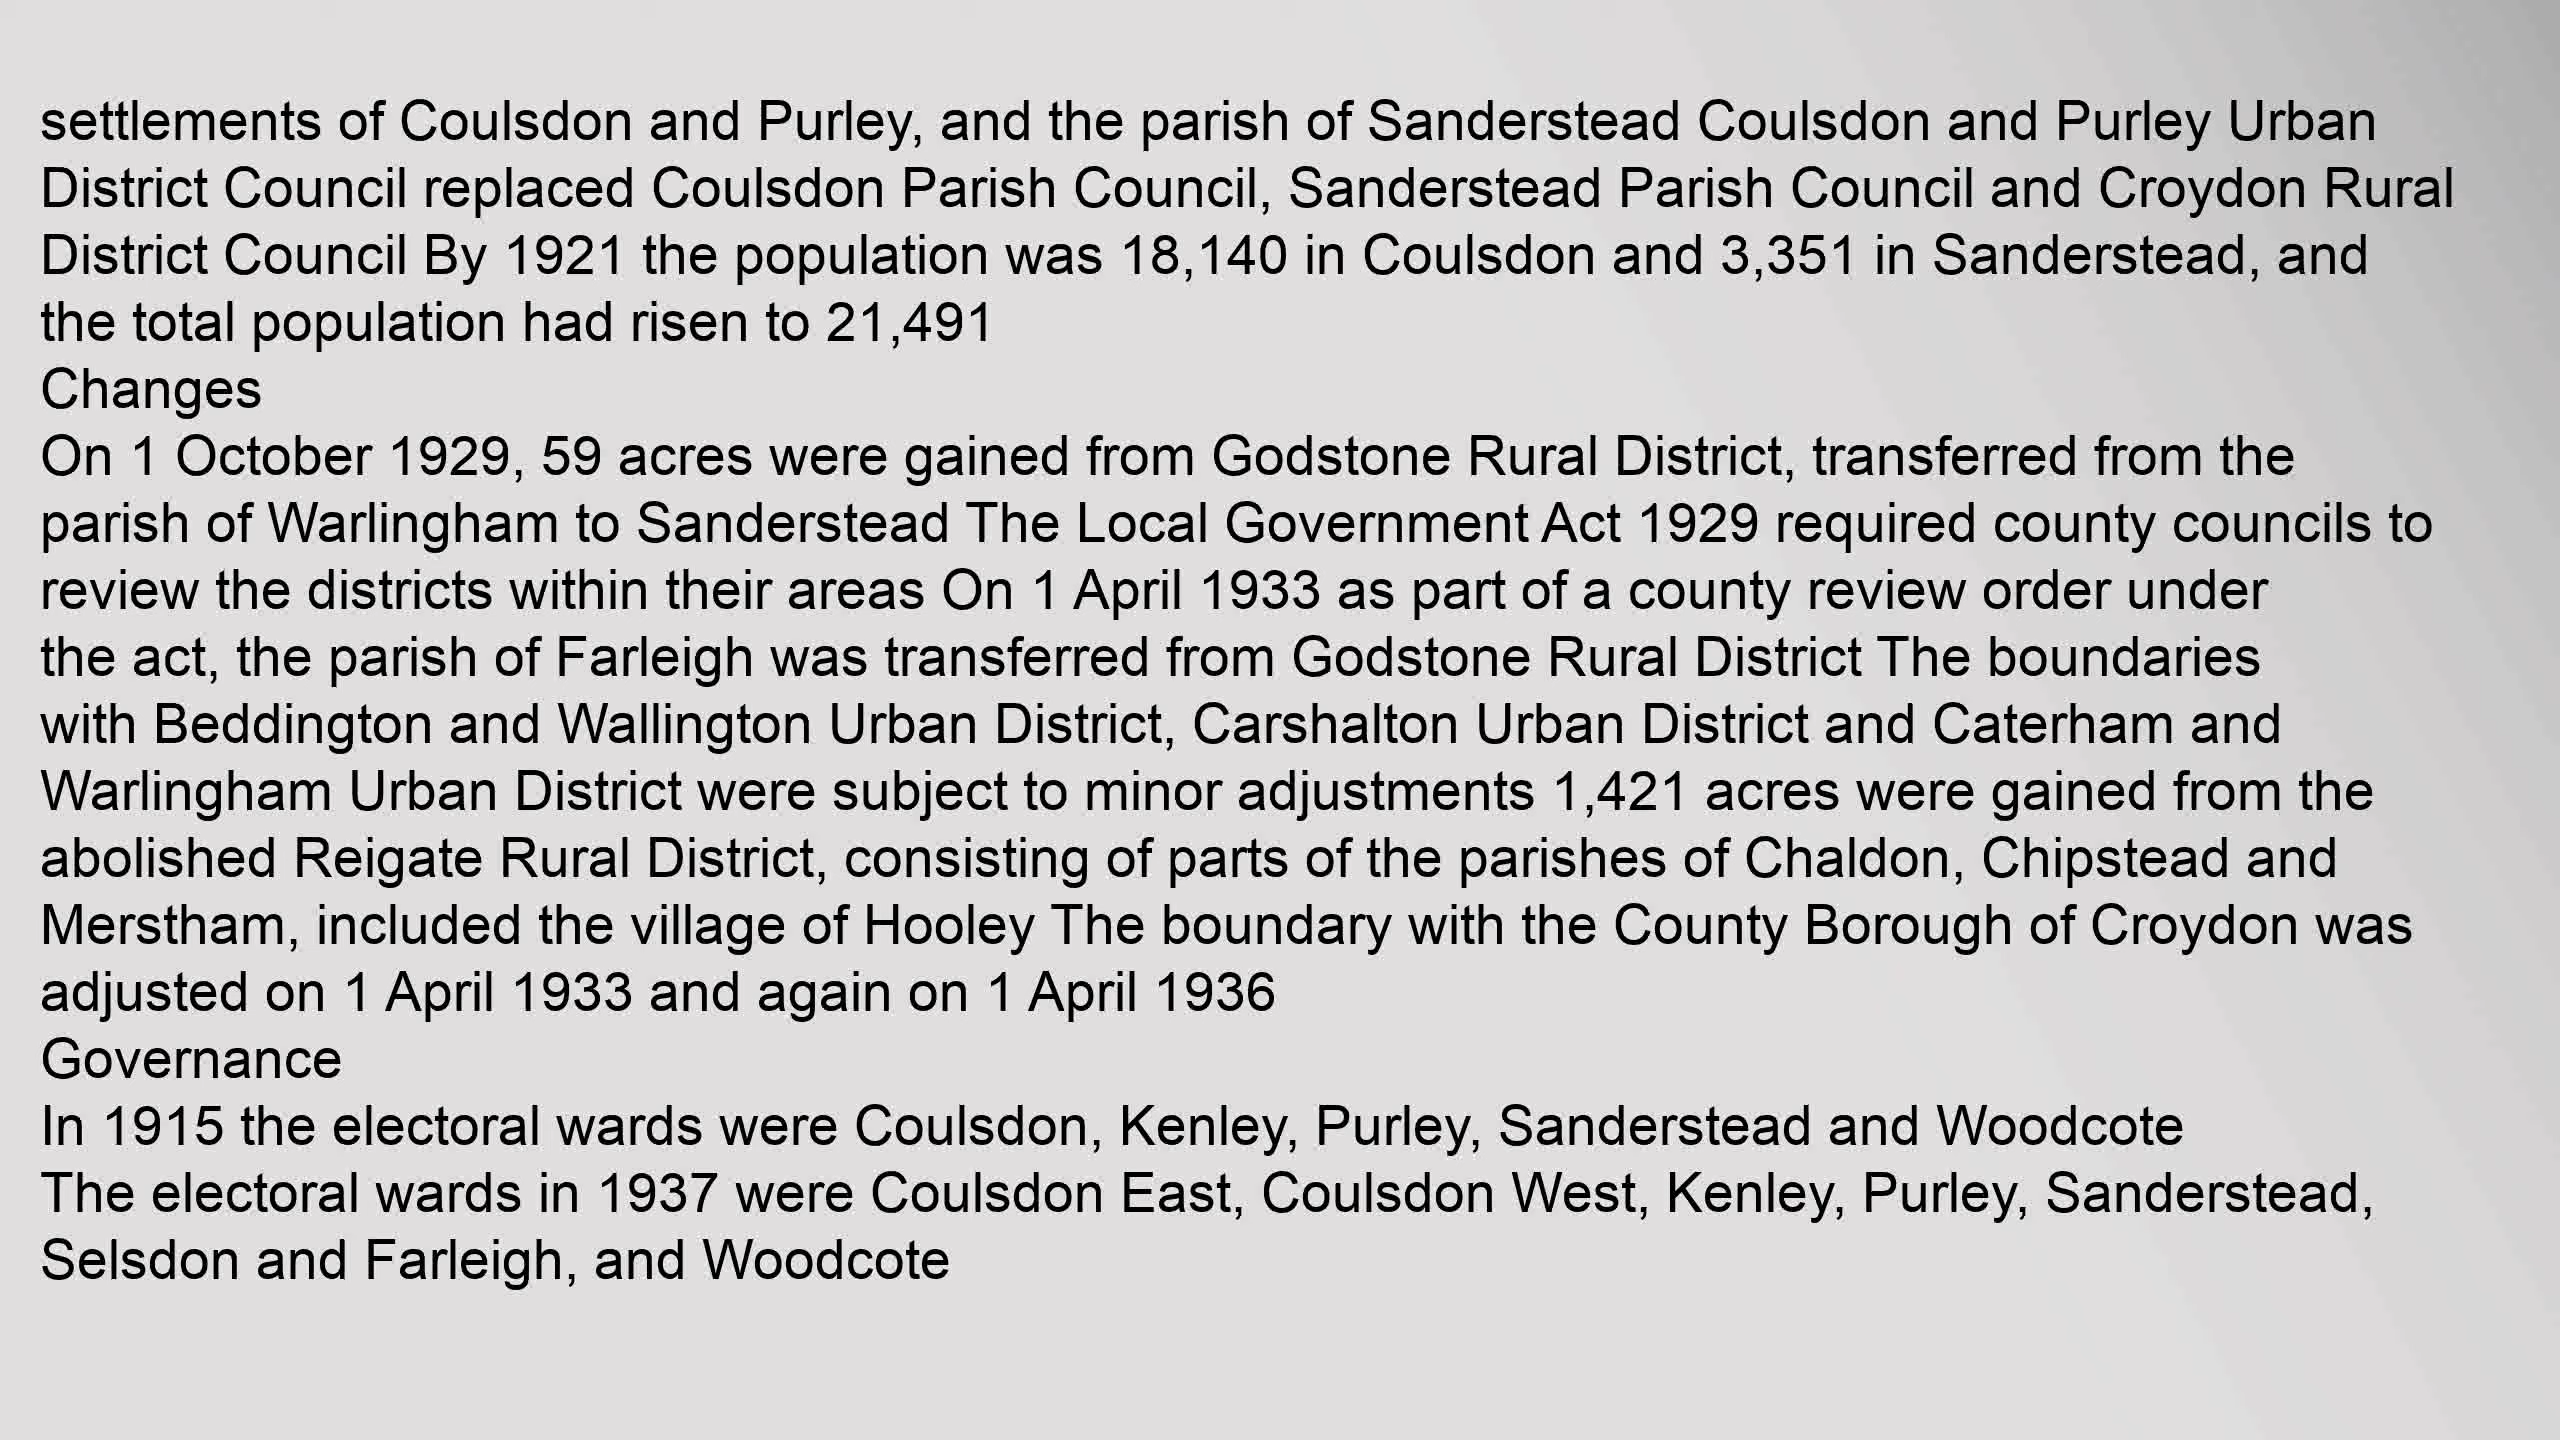 settlements of Coulsdon and Purley, and the parish of Sanderstead Coulsdon and Purley Urban
District Council replaced Coulsdon Parish Council, Sanderstead Parish Council and Croydon Rural
District Council By 1921 the population was 18,140 in Coulsdon and 3,351 in Sanderstead, and
the total population had risen to 21,491
Changes
On 1 October 1929, 59 acres were gained from Godstone Rural District, transferred from the
parish of Warlingham to Sanderstead The Local Government Act 1929 required county councils to
review the districts within their areas On 1 April 1933 as part of a county review order under
the act, the parish of Farleigh was transferred from Godstone Rural District The boundaries
with Beddington and Wallington Urban District, Carshalton Urban District and Caterham and
Warlingham Urban District were subject to minor adjustments 1,421 acres were gained from the
abolished Reigate Rural District, consisting of parts of the parishes of Chaldon, Chipstead and
Merstham, included the village of Hooley The boundary with the County Borough of Croydon was
adjusted on 1 April 1933 and again on 1 April 1936
Governance
In 1915 the electoral wards were Coulsdon, Kenley, Purley, Sanderstead and Woodcote
The electoral wards in 1937 were Coulsdon East, Coulsdon West, Kenley, Purley, Sanderstead,
Selsdon and Farleigh, and Woodcote